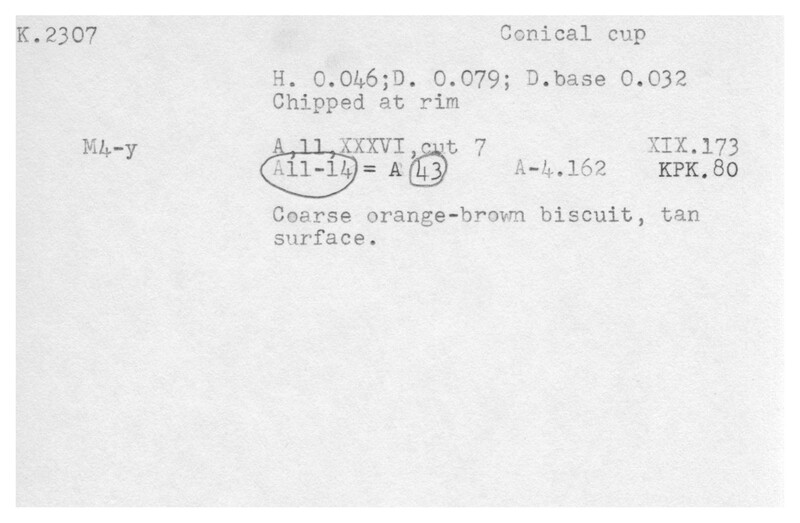 K.2307 Conical cup
H. 0.046;D. 0.079; D.base 0.032
Chipped at rim
M4-y A,11,XXXVI,cut 7 XIX.173
A11-14 = A 43 A-4.162 KPK.80
Coarse orange-brown biscuit, tan
surface.